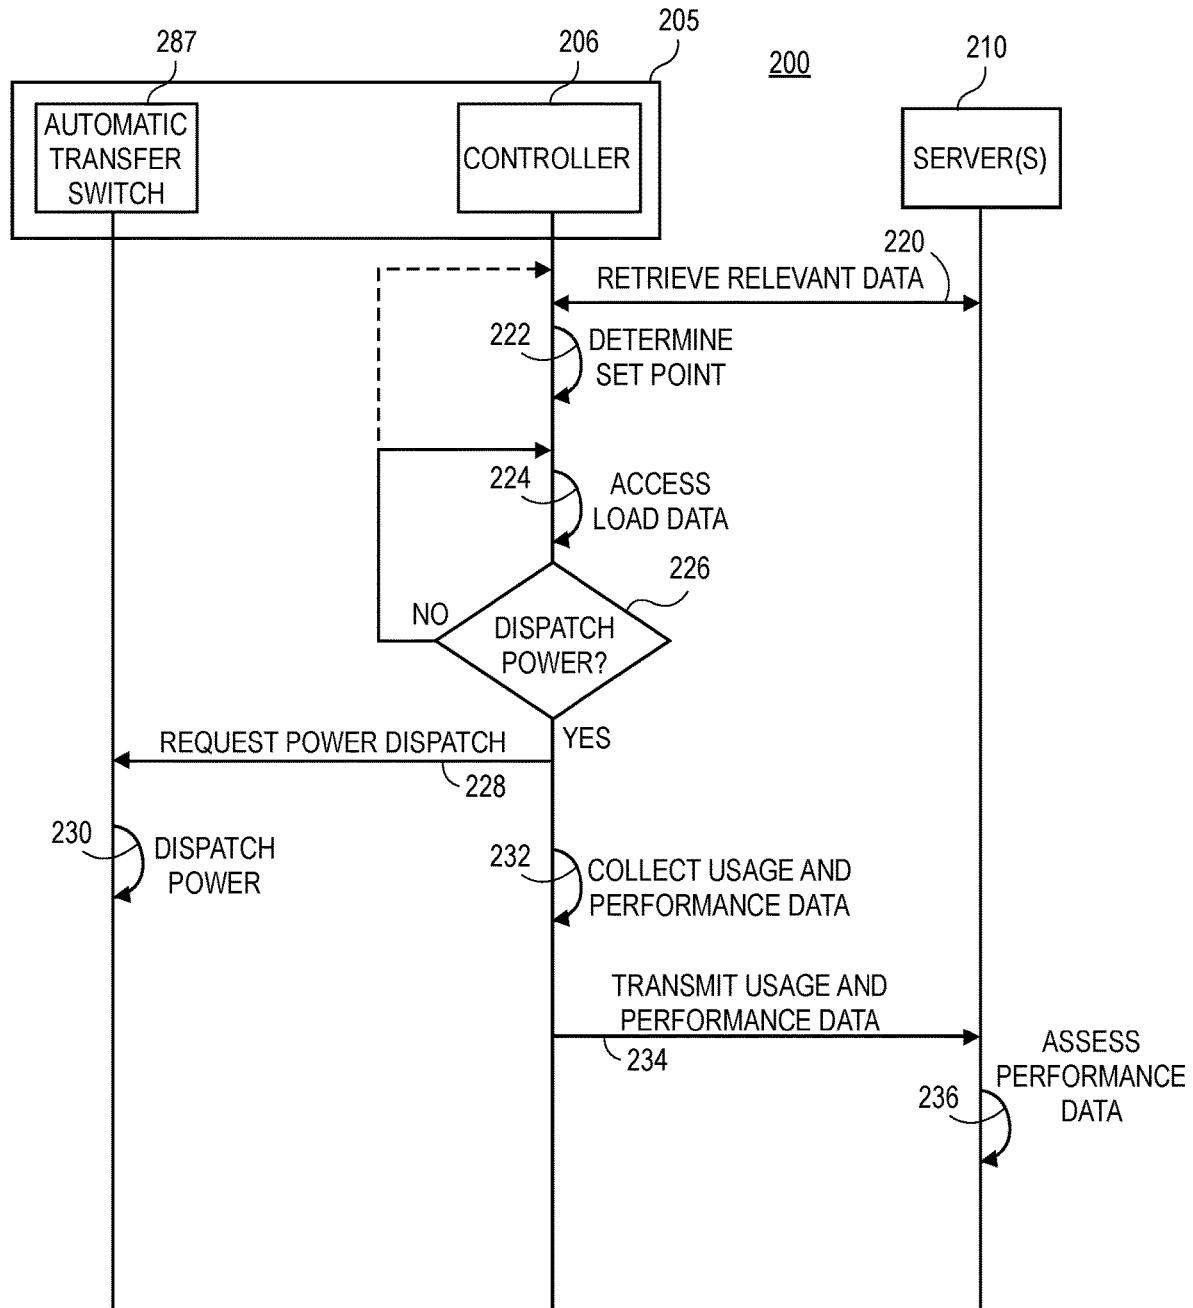 205
287
206
200
210
AUTOMATIC
TRANSFER
SWITCH
CONTROLLER
SERVER(S)
220
RETRIEVE RELEVANT DATA
222
DETERMINE
SET POINT
224
ACCESS
LOAD DATA
226
NO
DISPATCH
POWER?
YES
REQUEST POWER DISPATCH
228
230
DISPATCH
POWER
232
COLLECT USAGE AND
PERFORMANCE DATA
TRANSMIT USAGE AND
PERFORMANCE DATA
234
ASSESS
PERFORMANCE
DATA
236